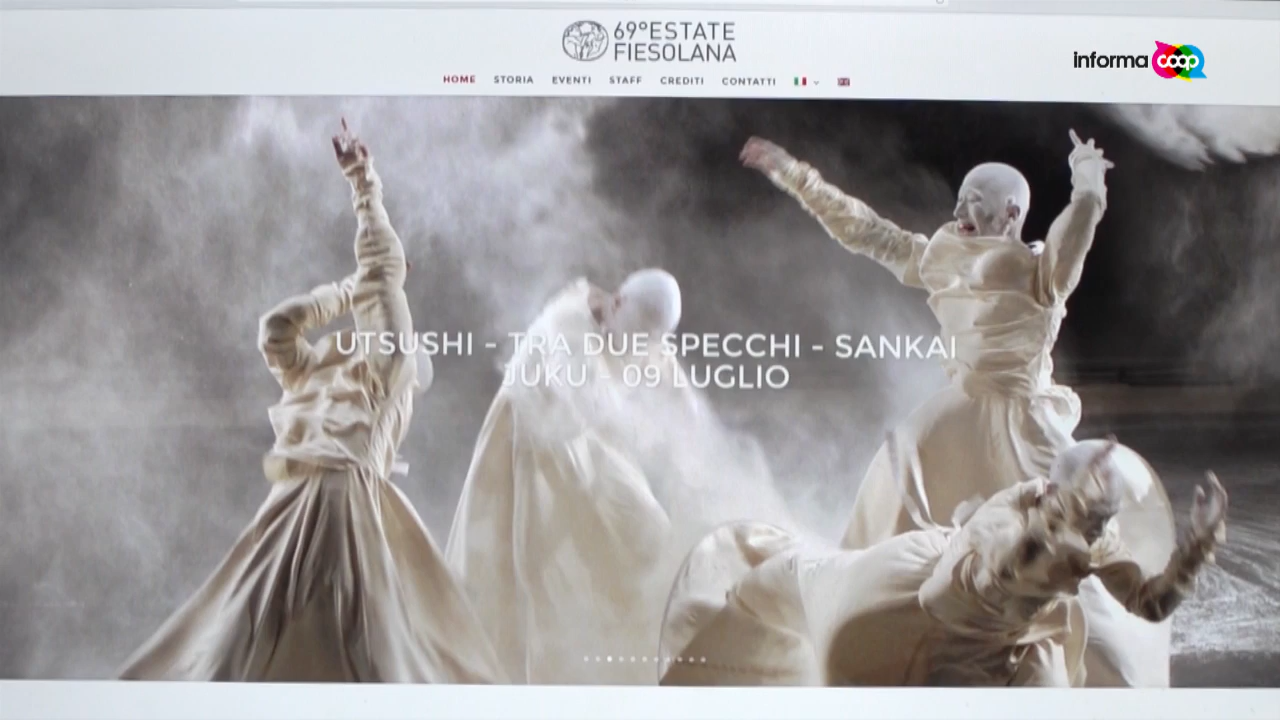 69°ESTATE
FIESOLANA
informa coop
HOME STORIA EVENTI STAFF CREDITI CONTATTI
UTSUSHI - TRA DUE SPECCHI - SANKAI
JUKU - 09 LUGLIO